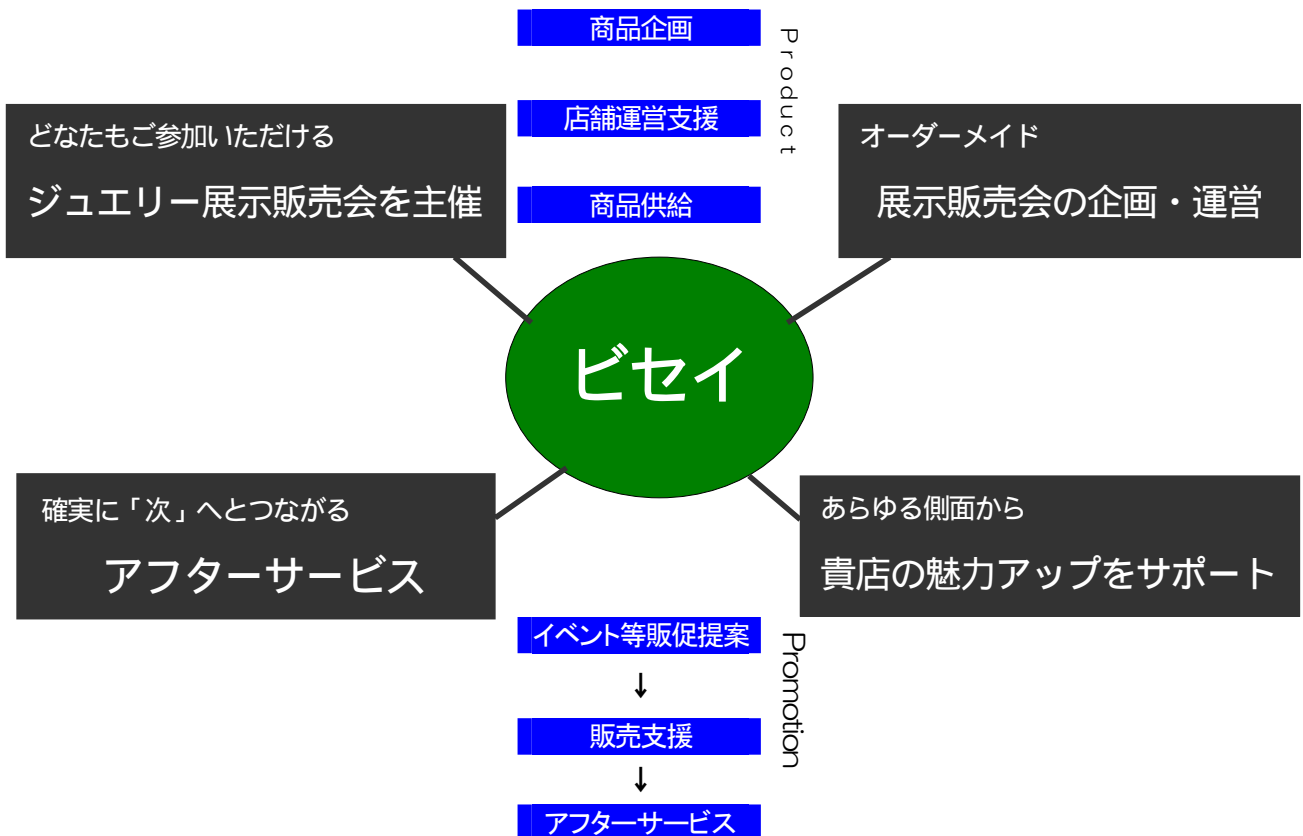 商品企画
Product
店舗運営支援
商品供給
どなたもご参加いただける
ジュエリー展示販売会を主催
オーダーメイド
展示販売会の企画・運営
ビセイ
確実に「次」へとつながる
アフターサービス
あらゆる側面から
貴店の魅力アップをサポート
イベント等販促提案
Promotion
↓
販売支援
↓
アフターサービス